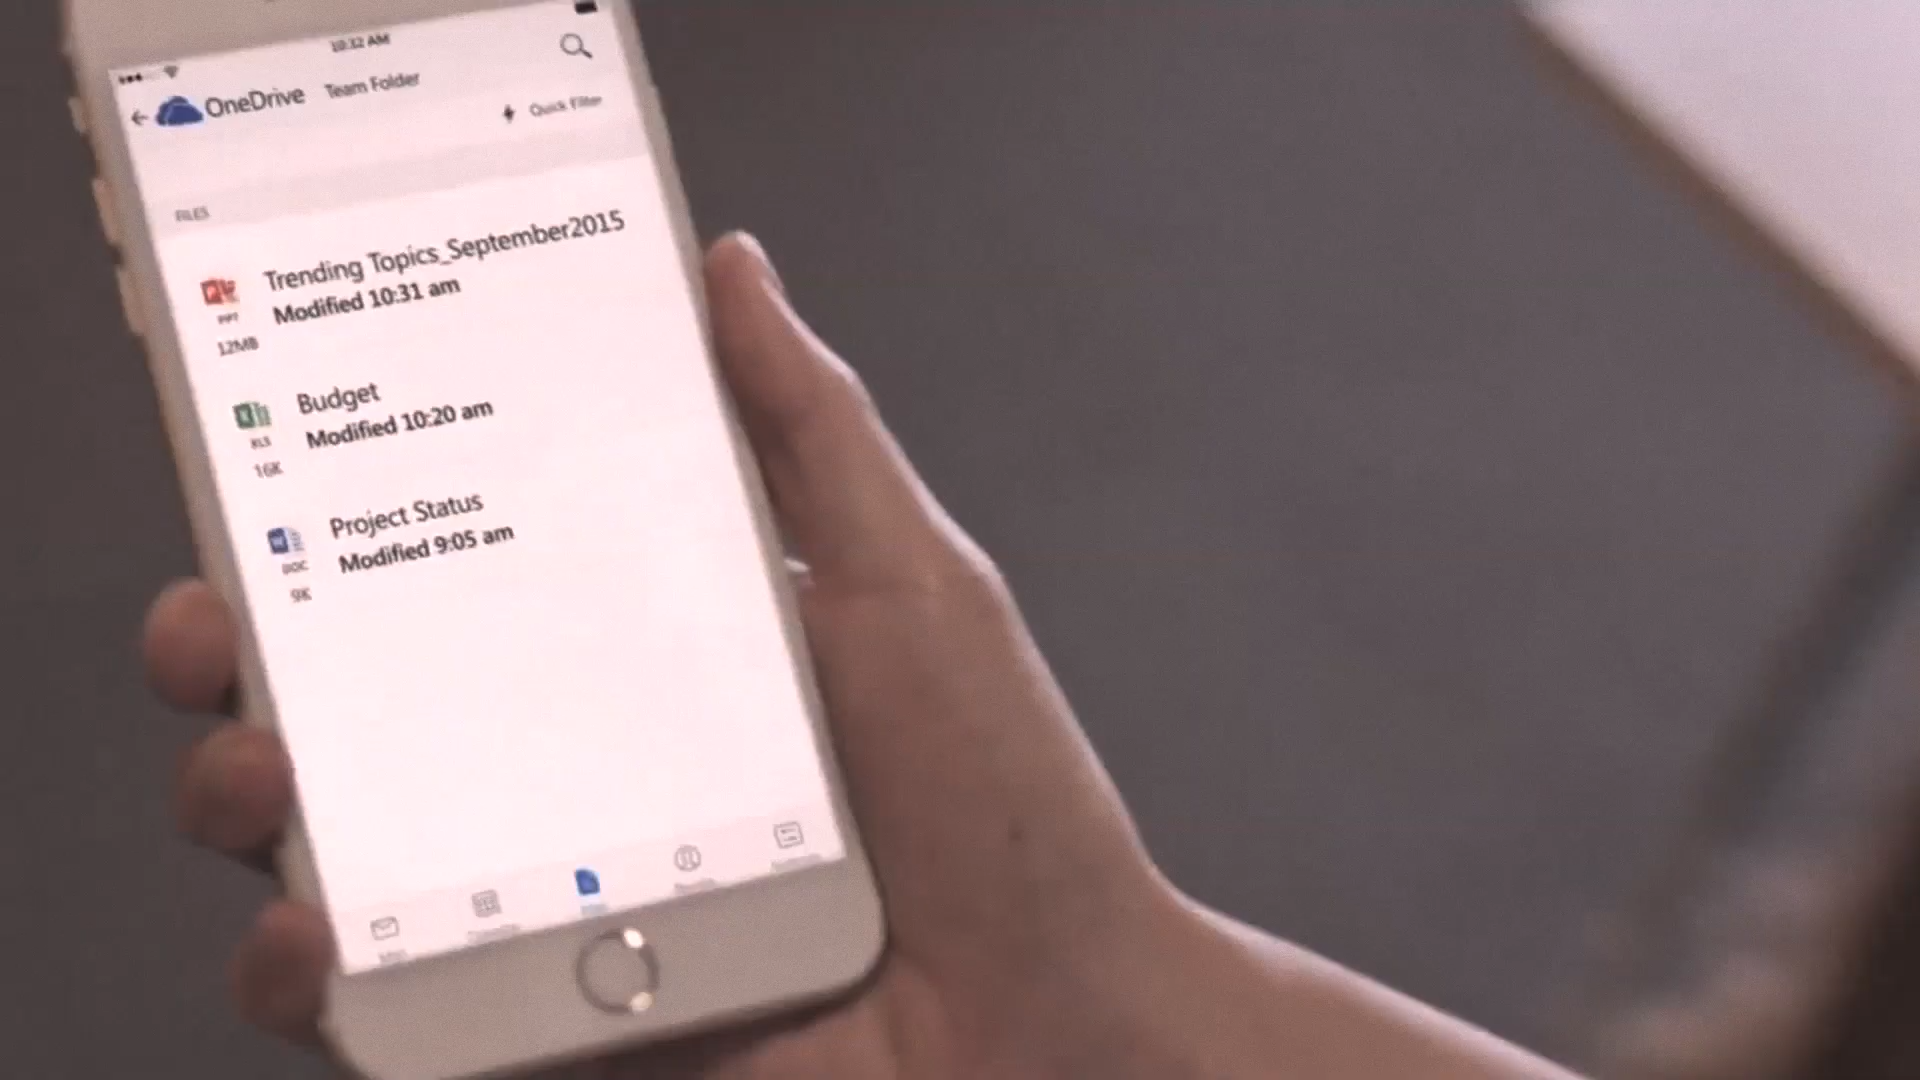 10:32 AM
OneDrive Team Folder
Quick Filter
FILES
Trending Topics_September2015
Modified 10:31 am
PPT
12MB
Budget
Modified 10:20 am
XLS
16K
Project Status
Modified 9:05 am
DOC
9K
Mail